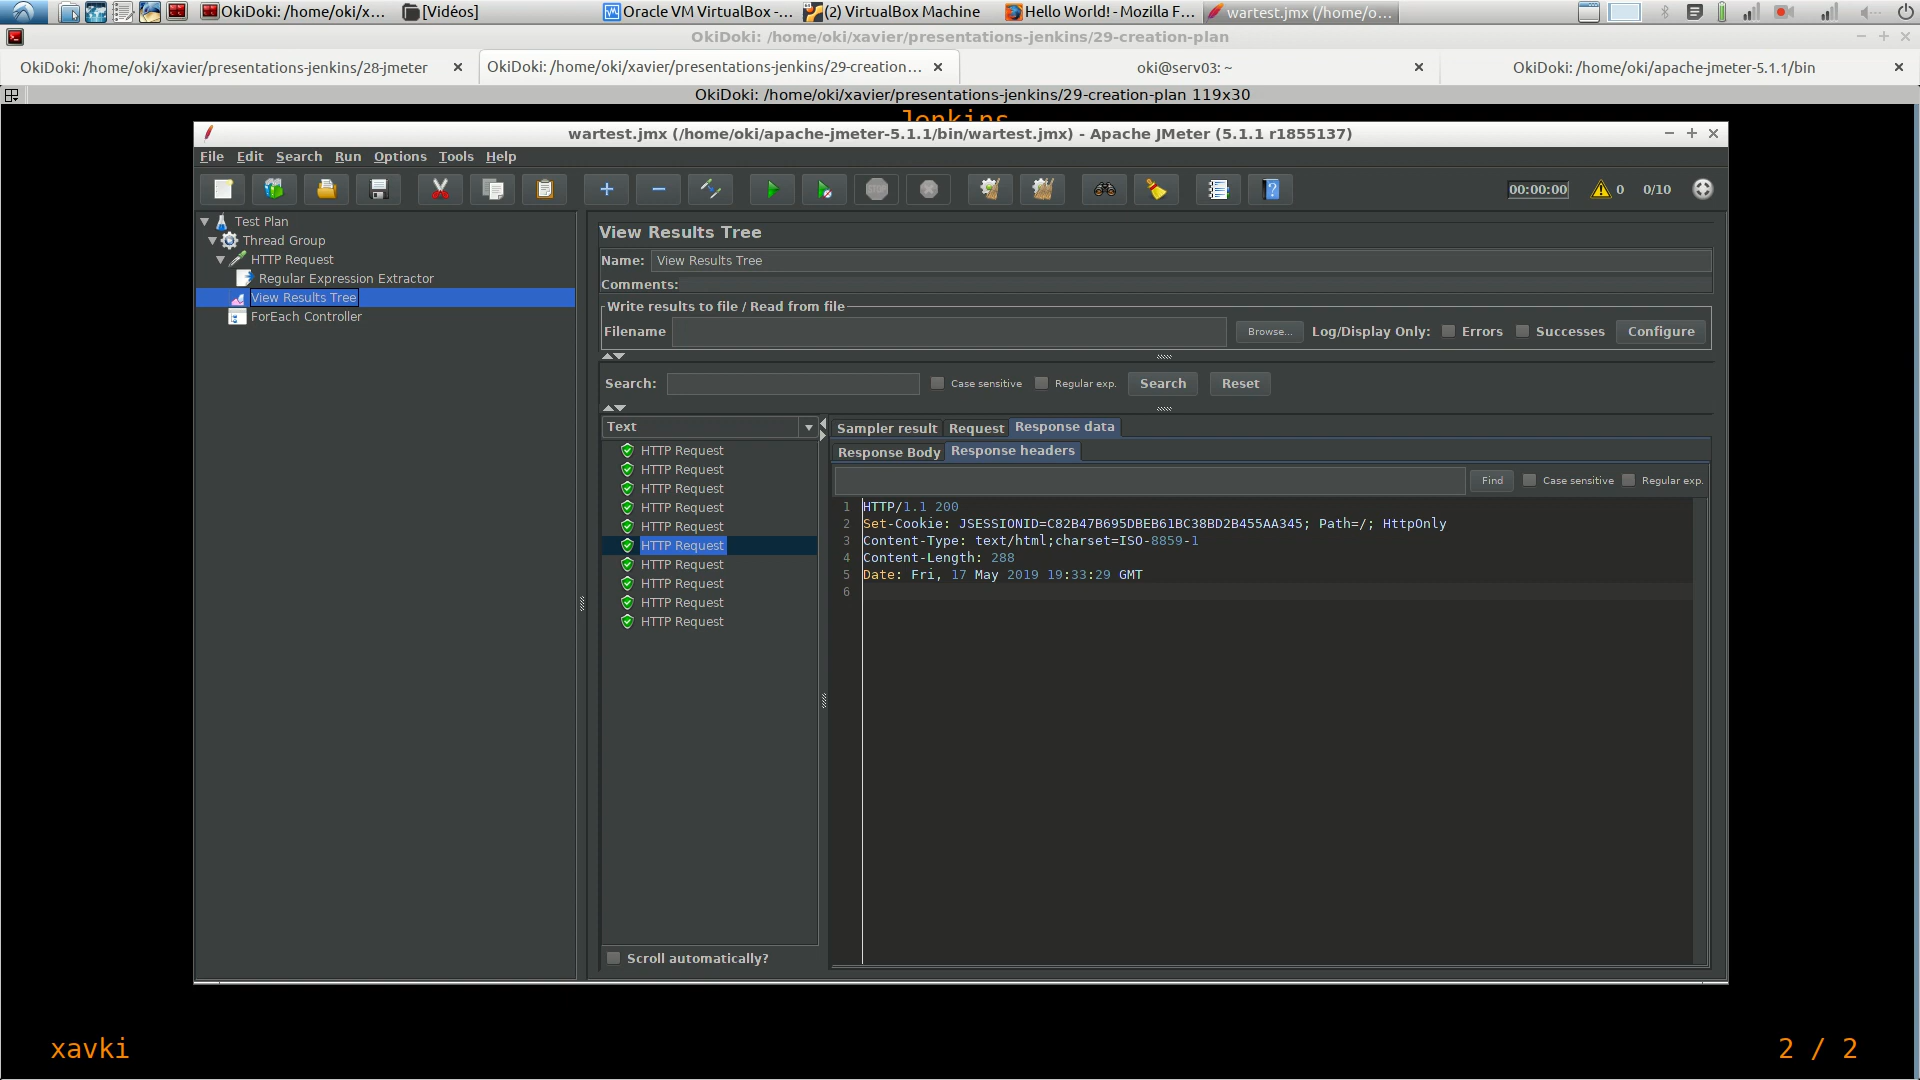 OkiDoki: /home/oki/x... [Vidéos] Oracle VM VirtualBox -... (2) VirtualBox Machine Hello World! - Mozilla F... wartest.jmx (/home/o...
OkiDoki: /home/oki/xavier/presentations-jenkins/29-creation-plan
OkiDoki: /home/oki/xavier/presentations-jenkins/28-jmeter OkiDoki: /home/oki/xavier/presentations-jenkins/29-creation... oki@serv03: ~ OkiDoki: /home/oki/apache-jmeter-5.1.1/bin
OkiDoki: /home/oki/xavier/presentations-jenkins/29-creation-plan 119x30
Jenkins
wartest.jmx (/home/oki/apache-jmeter-5.1.1/bin/wartest.jmx) - Apache JMeter (5.1.1 r1855137)
File Edit Search Run Options Tools Help
STOP 00:00:00 0 0/10
Test Plan
Thread Group
HTTP Request
Regular Expression Extractor
View Results Tree
ForEach Controller
View Results Tree
Name: View Results Tree
Comments:
Write results to file / Read from file
Filename Browse... Log/Display Only: Errors Successes Configure
Search: Case sensitive Regular exp. Search Reset
Text
HTTP Request
HTTP Request
HTTP Request
HTTP Request
HTTP Request
HTTP Request
HTTP Request
HTTP Request
HTTP Request
HTTP Request
Scroll automatically?
Sampler result Request Response data
Response Body Response headers
Find Case sensitive Regular exp.
1 HTTP/1.1 200
2 Set-Cookie: JSESSIONID=C82B47B695DBEB61BC38BD2B455AA345; Path=/; HttpOnly
3 Content-Type: text/html;charset=ISO-8859-1
4 Content-Length: 288
5 Date: Fri, 17 May 2019 19:33:29 GMT
6
xavki 2 / 2